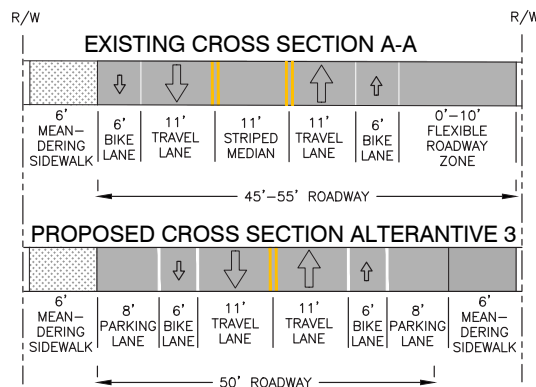 R/W R/W
EXISTING CROSS SECTION A-A
6'
MEAN-
DERING
SIDEWALK
6'
BIKE
LANE
11'
TRAVEL
LANE
11'
STRIPED
MEDIAN
11'
TRAVEL
LANE
6'
BIKE
LANE
0'-10'
FLEXIBLE
ROADWAY
ZONE
45'-55' ROADWAY
PROPOSED CROSS SECTION ALTERANTIVE 3
6'
MEAN-
DERING
SIDEWALK
8'
PARKING
LANE
6'
BIKE
LANE
11'
TRAVEL
LANE
11'
TRAVEL
LANE
6'
BIKE
LANE
8'
PARKING
LANE
6'
MEAN-
DERING
SIDEWALK
50' ROADWAY